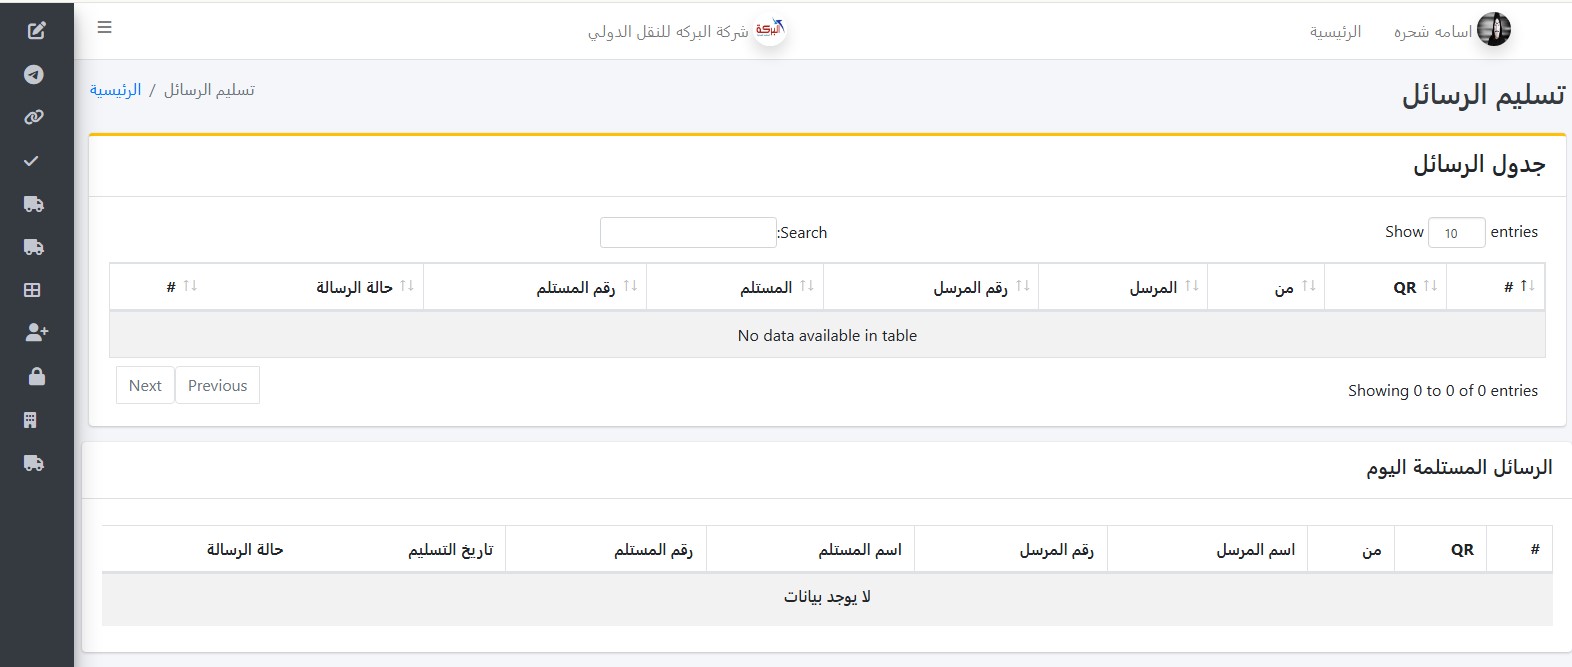 اسامه شحره
الرئيسية
البركة
شركة البركه للنقل الدولي
تسليم الرسائل
الرئيسية / تسليم الرسائل
جدول الرسائل
Show 10 entries
Search:
# QR من المرسل رقم المرسل المستلم رقم المستلم حالة الرسالة #
No data available in table
Showing 0 to 0 of 0 entries
Previous Next
الرسائل المستلمة اليوم
# QR من اسم المرسل رقم المرسل اسم المستلم رقم المستلم تاريخ التسليم حالة الرسالة
لا يوجد بيانات